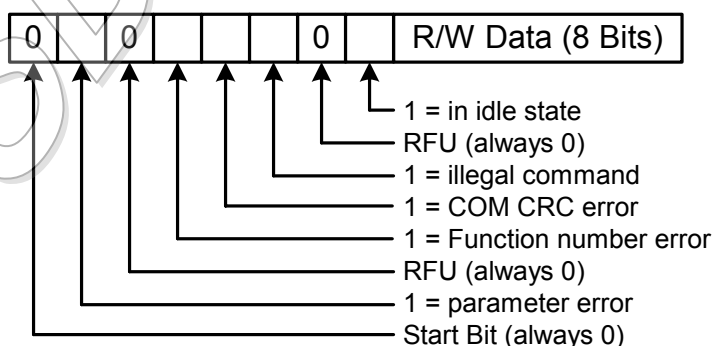 0 0 0 R/W Data (8 Bits)
1 = in idle state
RFU (always 0)
1 = illegal command
1 = COM CRC error
1 = Function number error
RFU (always 0)
1 = parameter error
Start Bit (always 0)